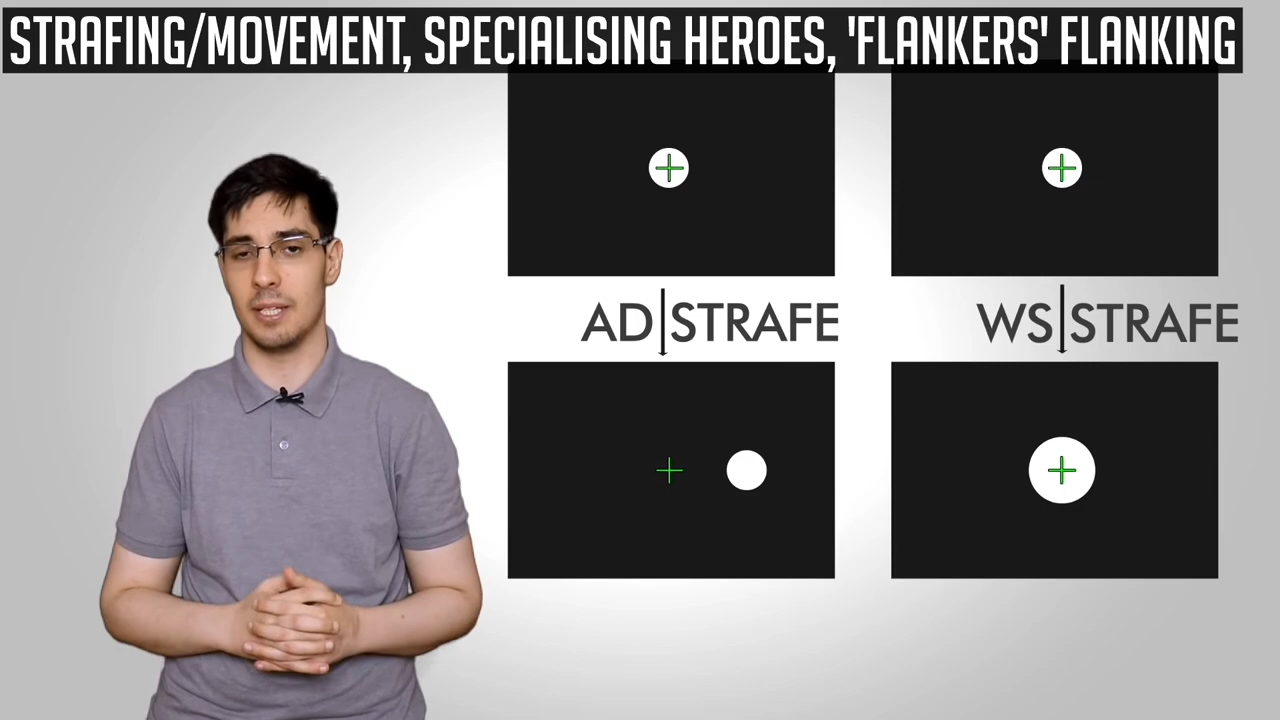 STRAFING/MOVEMENT, SPECIALISING HEROES, 'FLANKERS' FLANKING
AD STRAFE
WS STRAFE